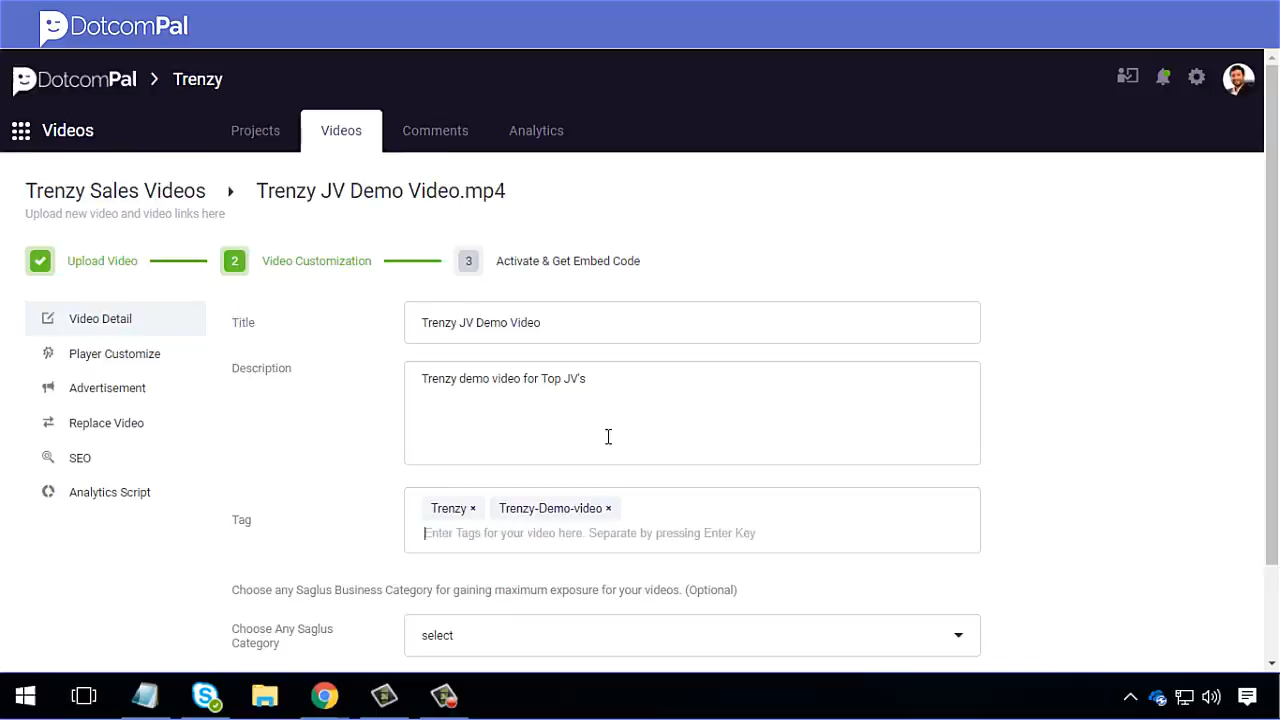 DotcomPal
DotcomPal > Trenzy
Videos
Projects
Videos
Comments
Analytics
Trenzy Sales Videos
Trenzy JV Demo Video.mp4
Upload new video and video links here
Upload Video
2
Video Customization
3
Activate & Get Embed Code
Video Detail
Player Customize
Advertisement
Replace Video
SEO
Analytics Script
Title
Trenzy JV Demo Video
Description
Trenzy demo video for Top JV's
Tag
Trenzy ×
Trenzy-Demo-video ×
Enter Tags for your video here. Separate by pressing Enter Key
Choose any Saglus Business Category for gaining maximum exposure for your videos. (Optional)
Choose Any Saglus
Category
select